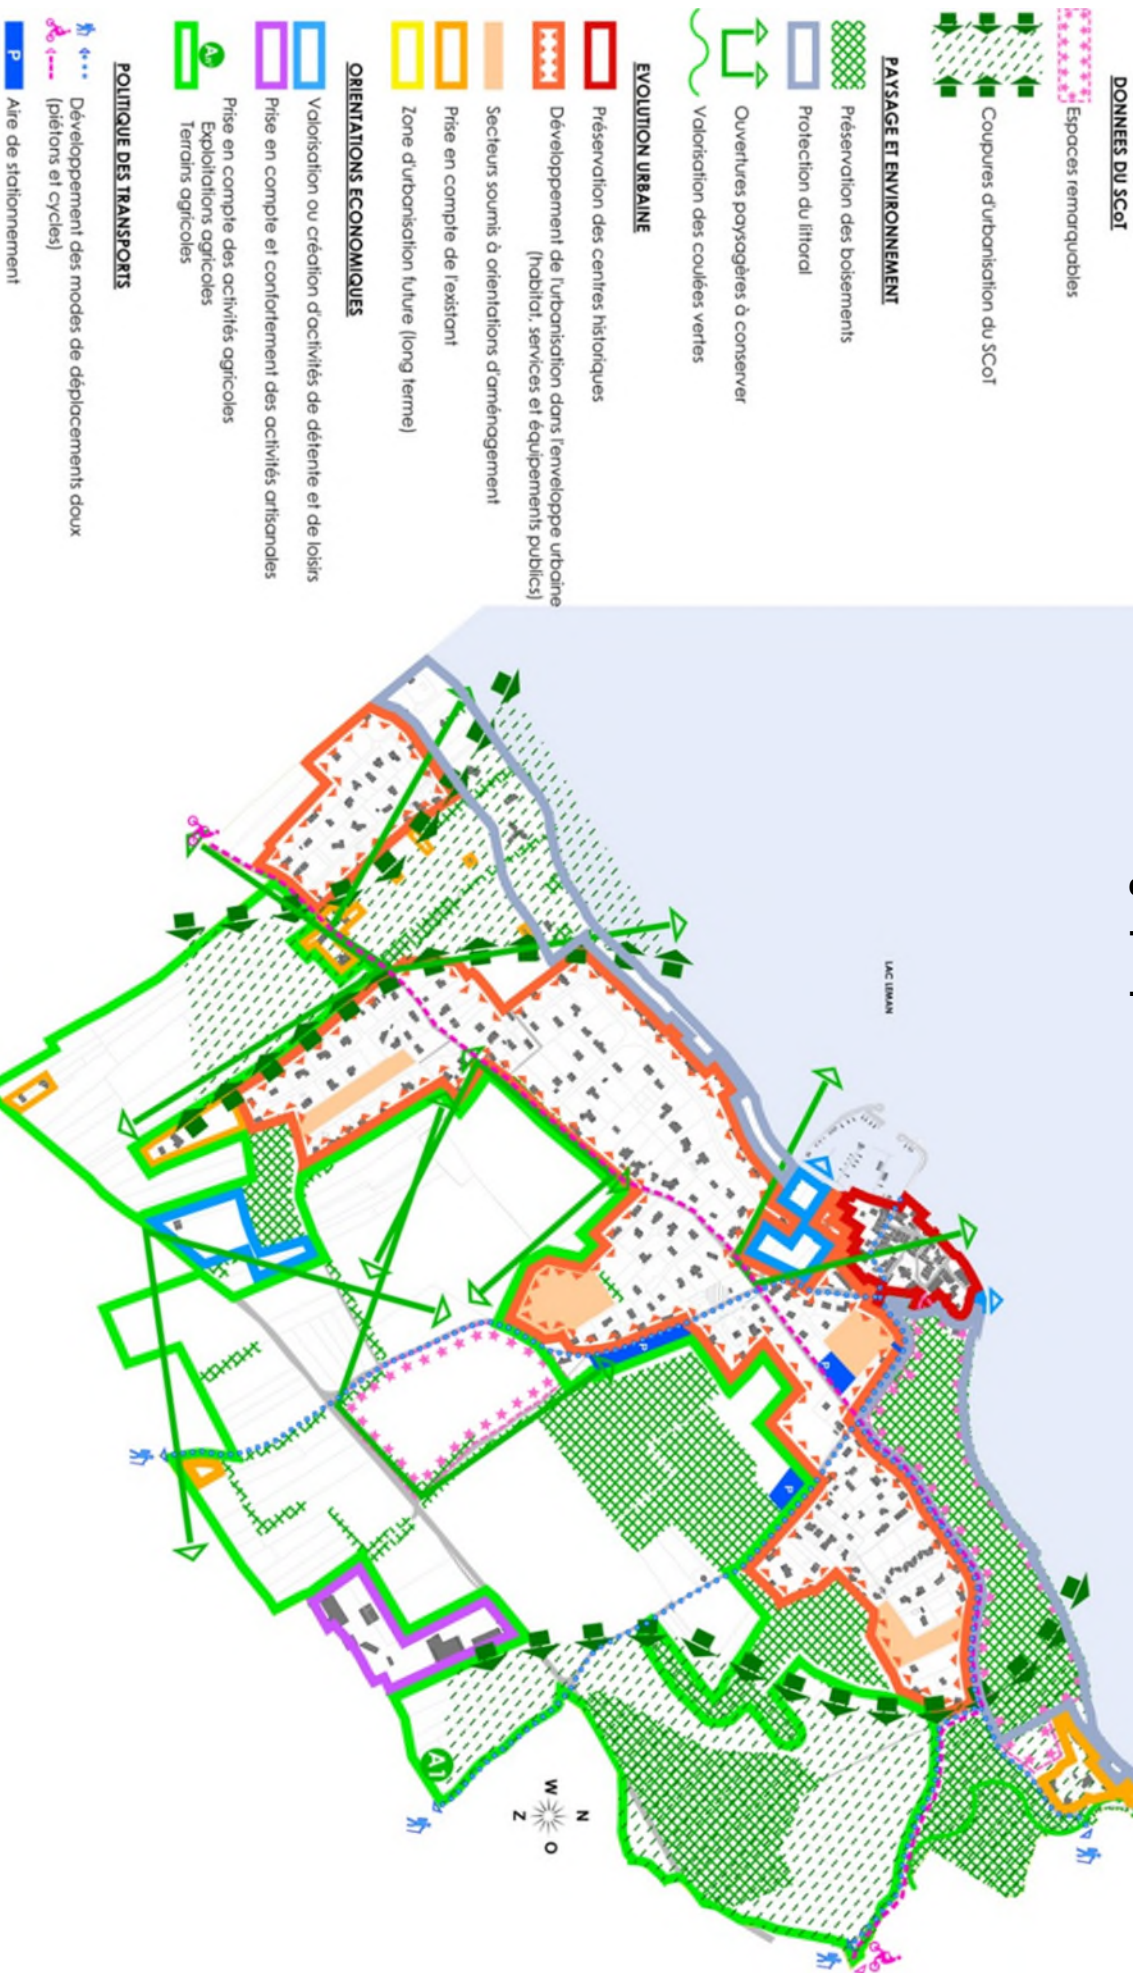 DONNEES DU SCoT
Espaces remarquables
Coupures d'urbanisation du SCoT
PAYSAGE ET ENVIRONNEMENT
Préservation des boisements
Protection du littoral
Ouvertures paysagères à conserver
Valorisation des coulées vertes
EVOLUTION URBAINE
Préservation des centres historiques
Développement de l'urbanisation dans l'enveloppe urbaine
(habitat, services et équipements publics)
Secteurs soumis à orientations d'aménagement
Prise en compte de l'existant
Zone d'urbanisation future (long terme)
ORIENTATIONS ECONOMIQUES
Valorisation ou création d'activités de détente et de loisirs
Prise en compte et confortement des activités artisanales
Prise en compte des activités agricoles
An
Exploitations agricoles
Terrains agricoles
POLITIQUE DES TRANSPORTS
Développement des modes de déplacements doux
(piétons et cycles)
P
Aire de stationnement
LAC LEMAN
P
P
P
A1
N
W
O
Z